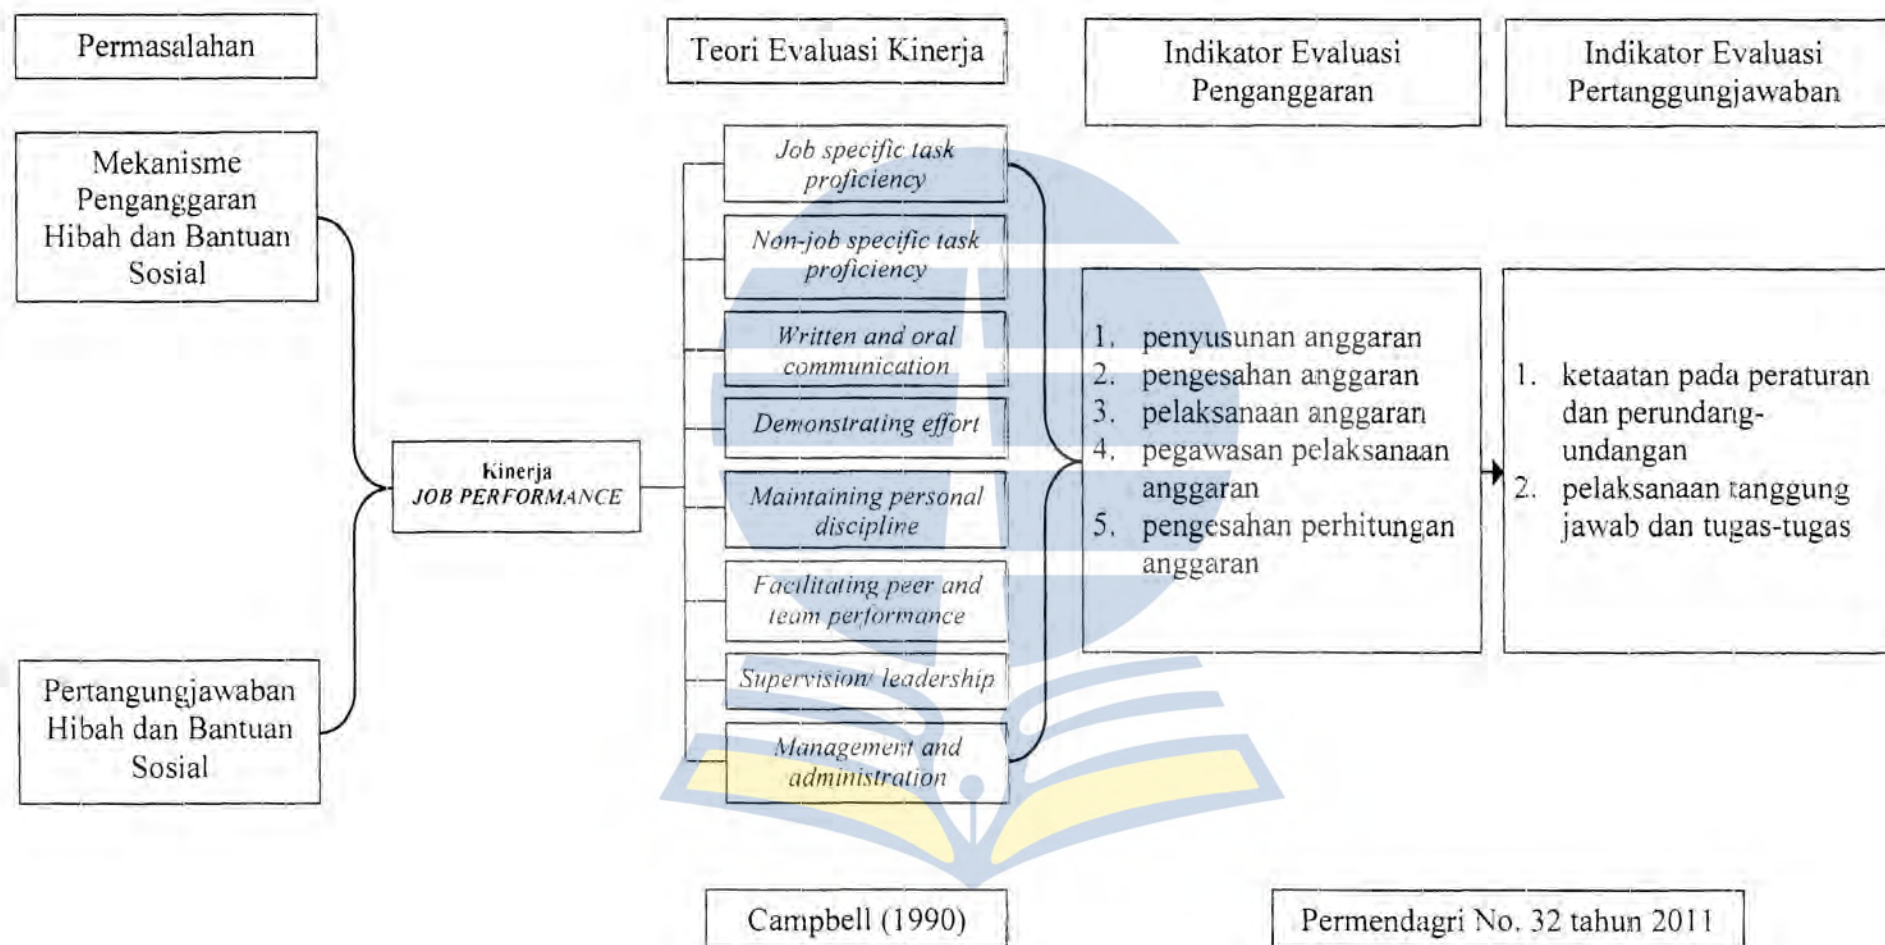 Permasalahan
Teori Evaluasi Kinerja
Indikator Evaluasi
Penganggaran
Indikator Evaluasi
Pertanggungjawaban
Mekanisme
Penganggaran
Hibah dan Bantuan
Sosial
Pertangungjawaban
Hibah dan Bantuan
Sosial
Kinerja
JOB PERFORMANCE
Job specific task
proficiency
Non-job specific task
proficiency
Written and oral
communication
Demonstrating effort
Maintaining personal
discipline
Facilitating peer and
team performance
Supervision/ leadership
Management and
administration
1. penyusunan anggaran
2. pengesahan anggaran
3. pelaksanaan anggaran
4. pegawasan pelaksanaan
anggaran
5. pengesahan perhitungan
anggaran
1. ketaatan pada peraturan
dan perundang-
undangan
2. pelaksanaan tanggung
jawab dan tugas-tugas
Campbell (1990)
Permendagri No. 32 tahun 2011